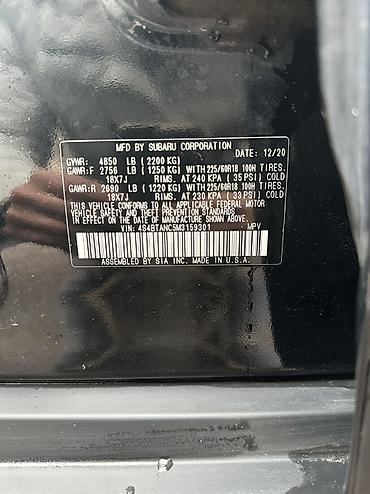 MFD BY SUBARU CORPORATION
DATE: 12/20
GVWR: 4850 LB (2200 KG)
GAWR:F 2756 LB (1250 KG) WITH 225/60R18 100H TIRES.
18X7J RIMS. AT 240 KPA (35 PSI) COLD
GAWR:R 2690 LB (1220 KG) WITH 225/60R18 100H TIRES.
18X7J RIMS. AT 230 KPA (33 PSI) COLD
THIS VEHICLE CONFORMS TO ALL APPLICABLE FEDERAL MOTOR
VEHICLE SAFETY AND THEFT PREVENTION STANDARDS IN
EFFECT ON THE DATE OF MANUFACTURE SHOWN ABOVE.
VIN: 4S4BTANC5M3159301 MPV
ASSEMBLED BY SIA INC. MADE IN U.S.A.